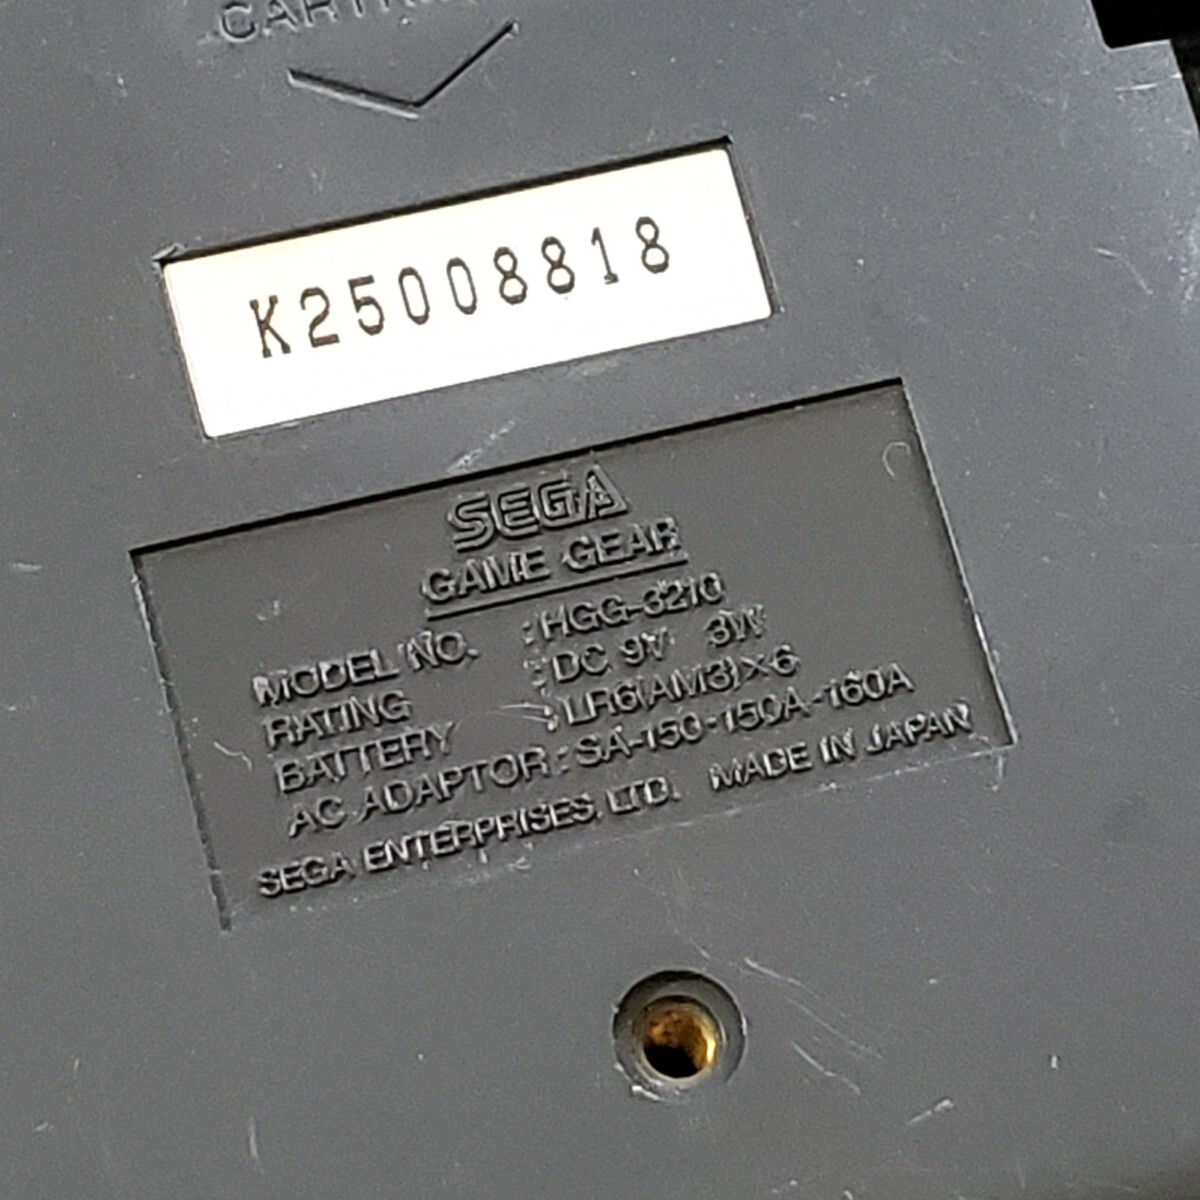 K25008818
SEGA
GAME GEAR
MODEL NO. : HGG-3210
RATING : DC 9V 3W
BATTERY : LR6(AM3)×6
AC ADAPTOR : SA-150·150A·160A
SEGA ENTERPRISES, LTD. MADE IN JAPAN